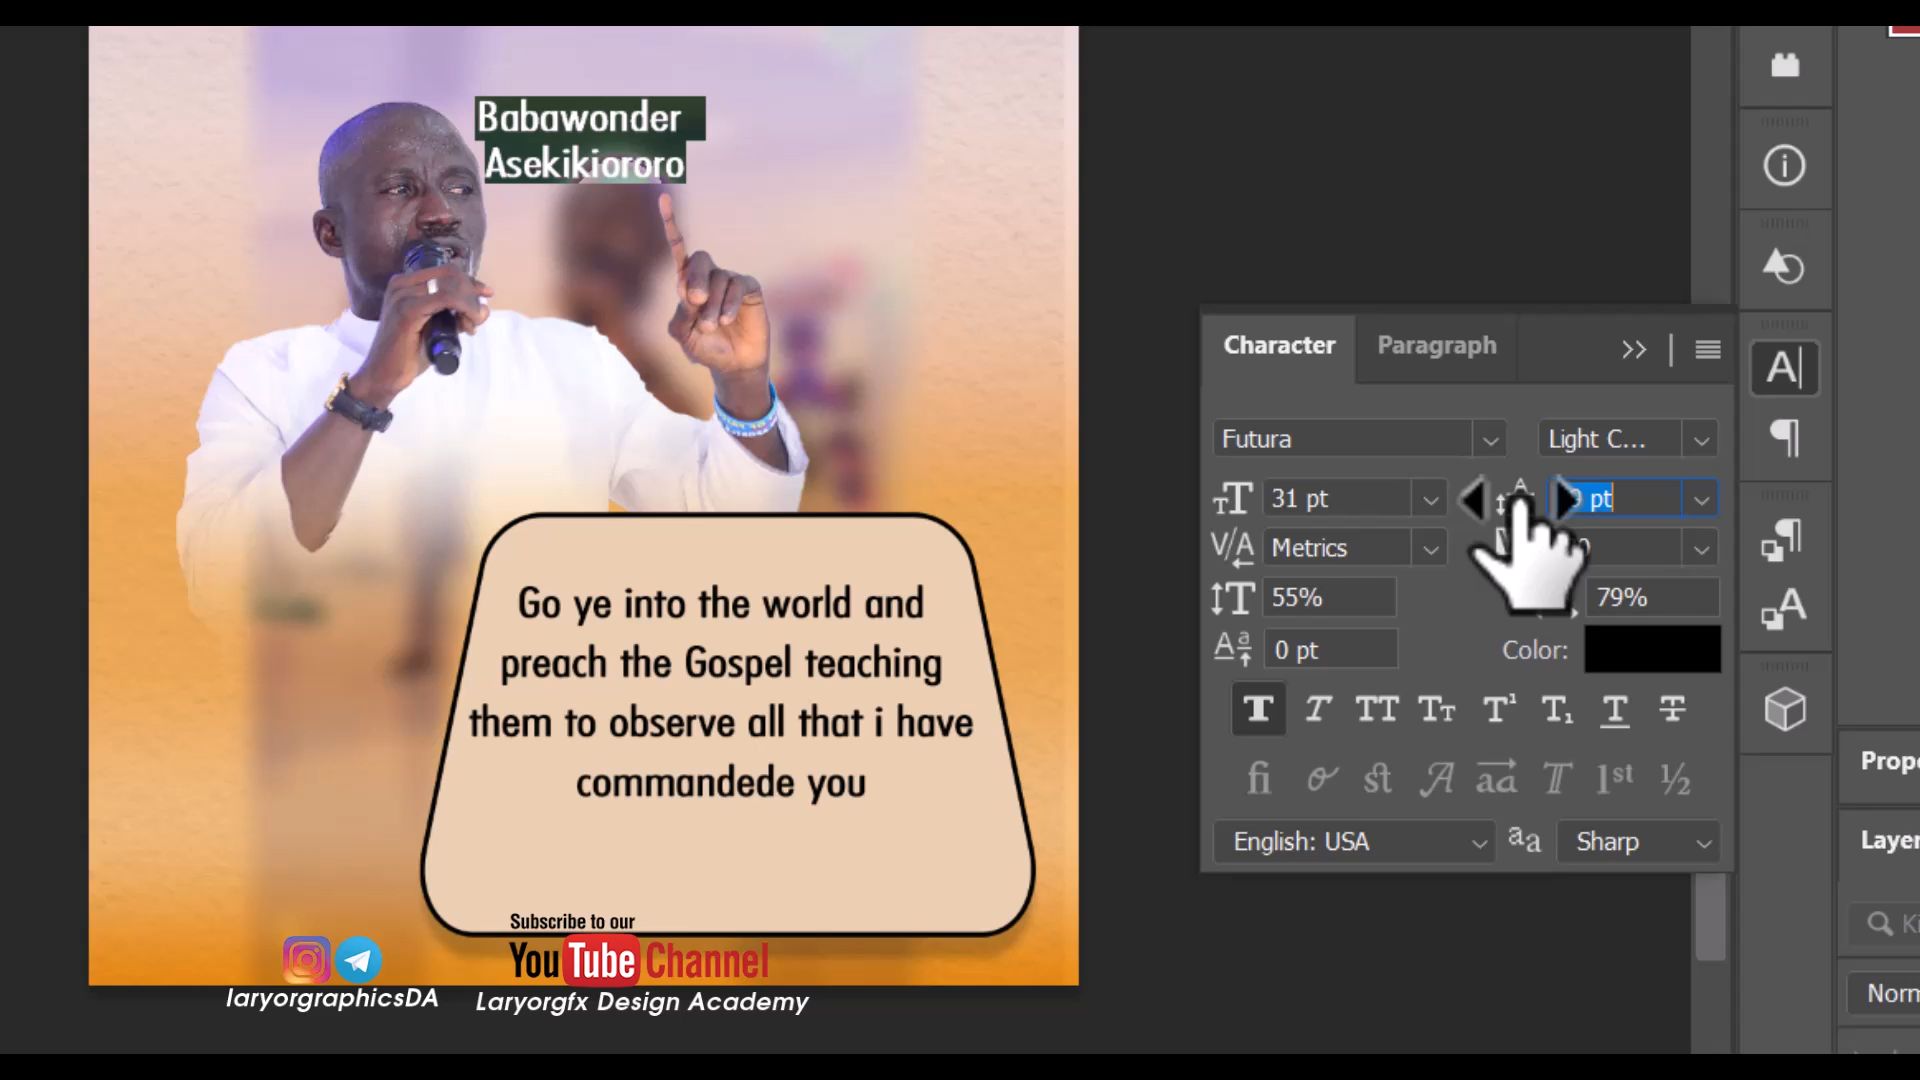 Babawonder
Asekikiororo
Go ye into the world and
preach the Gospel teaching
them to observe all that i have
commandede you
Subscribe to our
YouTube Channel
laryorgraphicsDA
Laryorgfx Design Academy
Character
Paragraph
Futura
Light C...
31 pt
pt
Metrics
55%
79%
0 pt
Color:
English: USA
Sharp
Prope
Layer
Norm